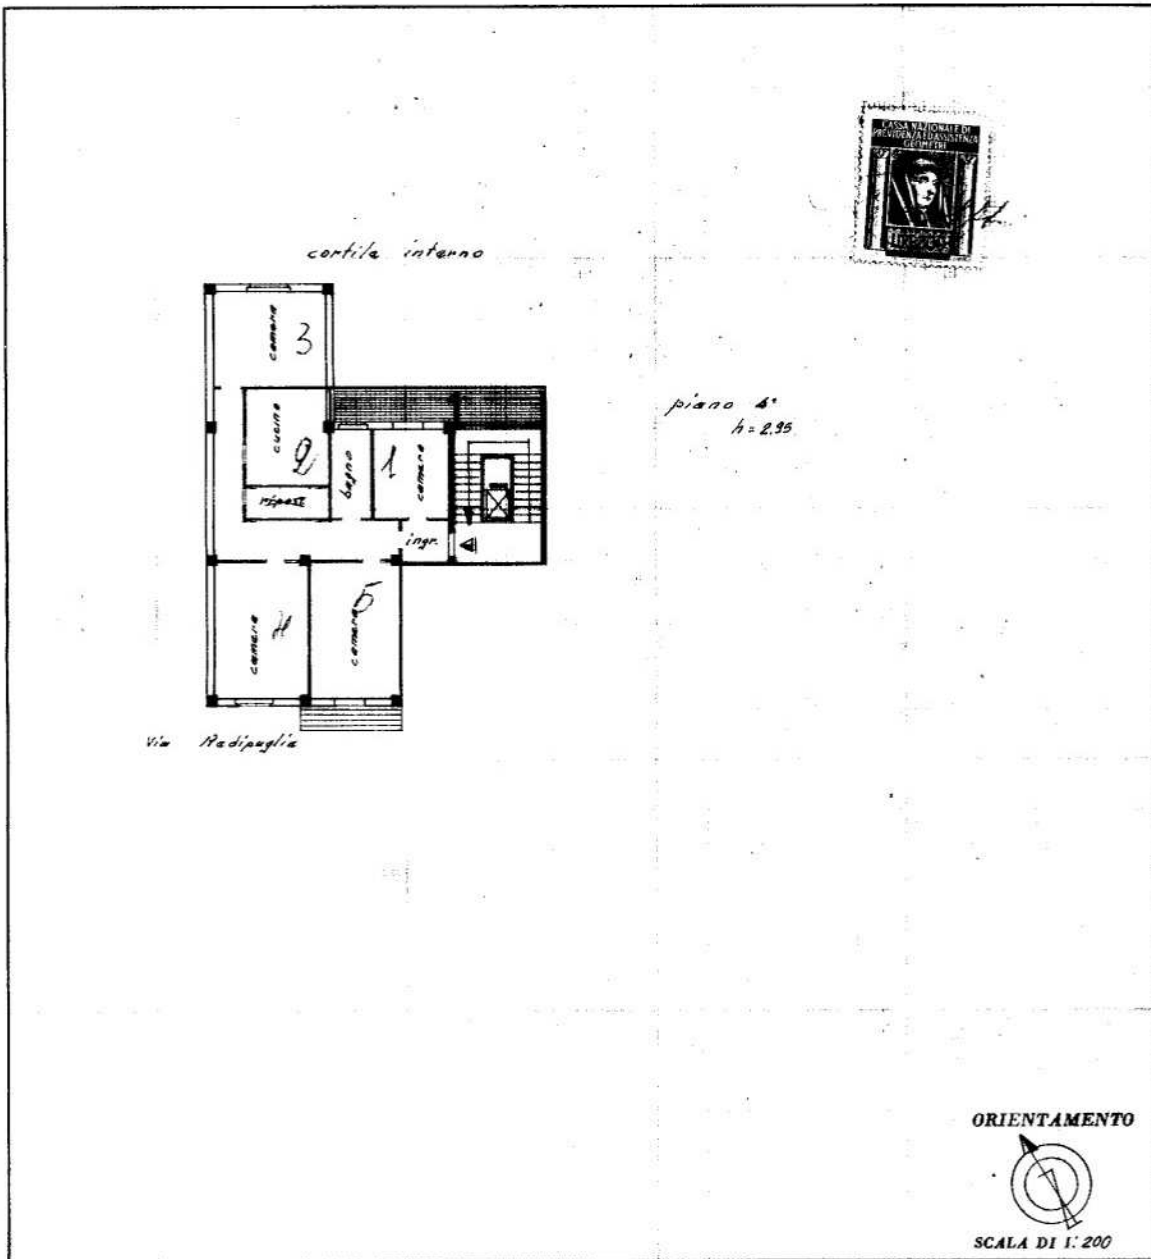 CASSA NAZIONALE DI
PREVIDENZA ED ASSISTENZA
GEOMETRI
cortile interno
camera 3
cucina 2
ripost
bagno
1 camera
ingr.
camera 4
camera 5
piano 4°
h = 2.95
Via Redipuglia
ORIENTAMENTO
SCALA DI 1:200